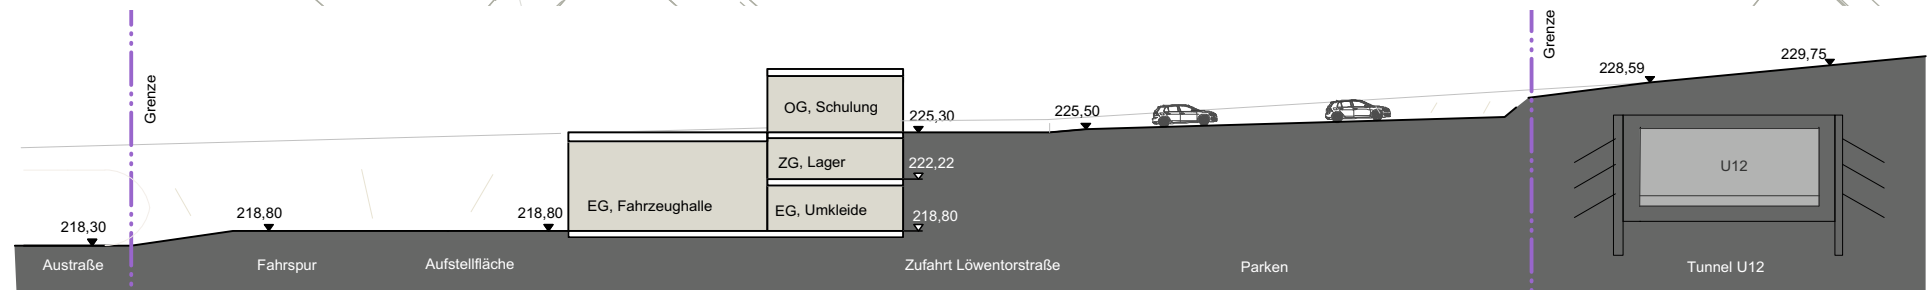 Grenze
Grenze
229,75
228,59
OG, Schulung
225,30
225,50
ZG, Lager
222,22
U12
EG, Fahrzeughalle
EG, Umkleide
218,80
218,80
218,80
218,30
Austraße
Fahrspur
Aufstellfläche
Zufahrt Löwentorstraße
Parken
Tunnel U12